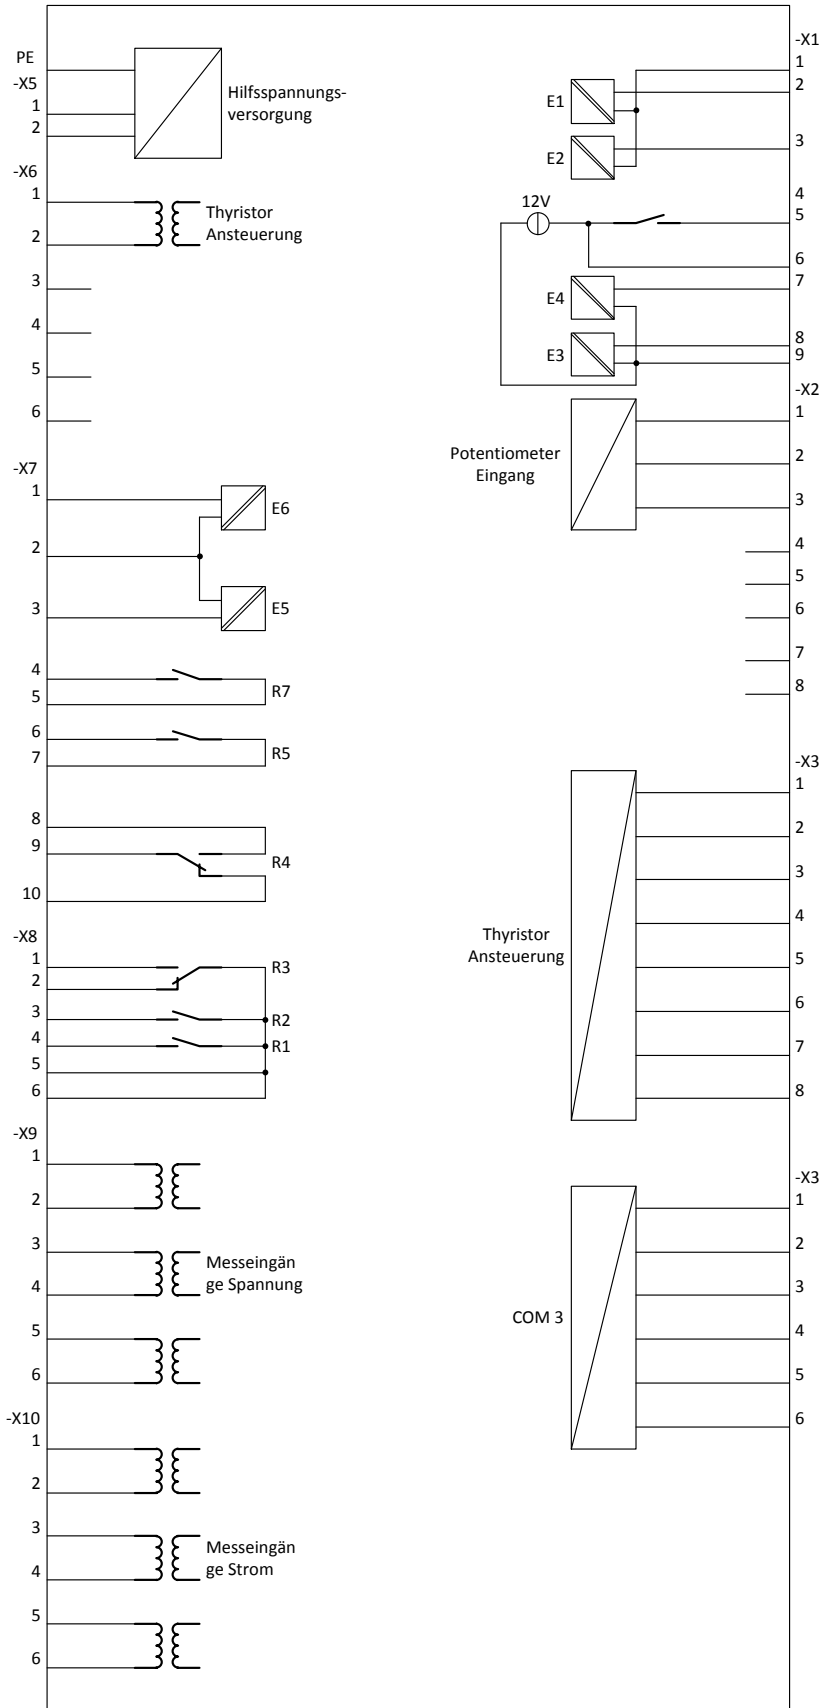 PE
-X5
1
2
Hilfsspannungs-
versorgung
-X6
1
2
Thyristor
Ansteuerung
3
4
5
6
-X7
1
2
3
E6
E5
4
5
R7
6
7
R5
8
9
10
R4
-X8
1
2
3
4
5
6
R3
R2
R1
-X9
1
2
3
4
5
6
Messeingän
ge Spannung
-X10
1
2
3
4
5
6
Messeingän
ge Strom
-X1
1
2
E1
E2
3
4
12V
5
6
7
E4
E3
8
9
-X2
1
2
3
Potentiometer
Eingang
4
5
6
7
8
-X3
1
2
3
4
5
6
7
8
Thyristor
Ansteuerung
-X3
1
2
3
4
5
6
COM 3